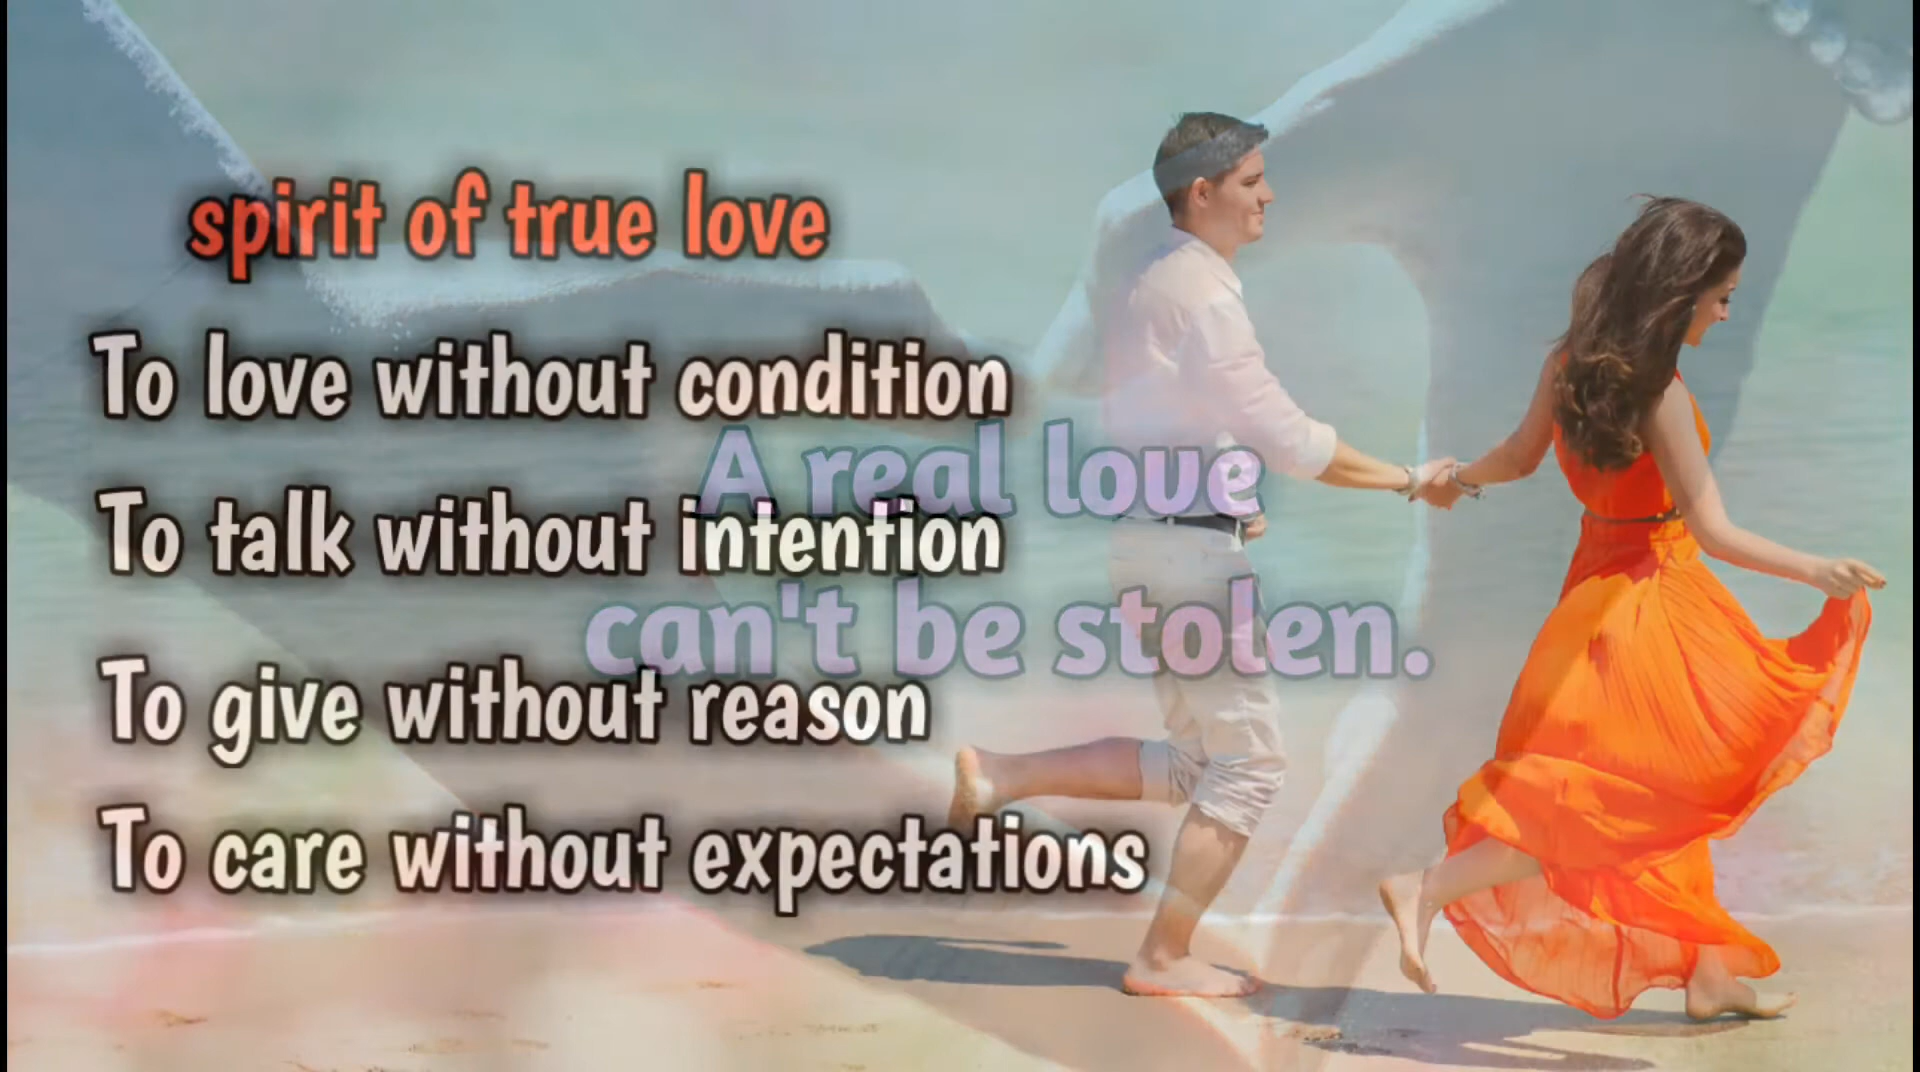 spirit of true love
To love without condition
A real love
To talk without intention
can't be stolen.
To give without reason
To care without expectations